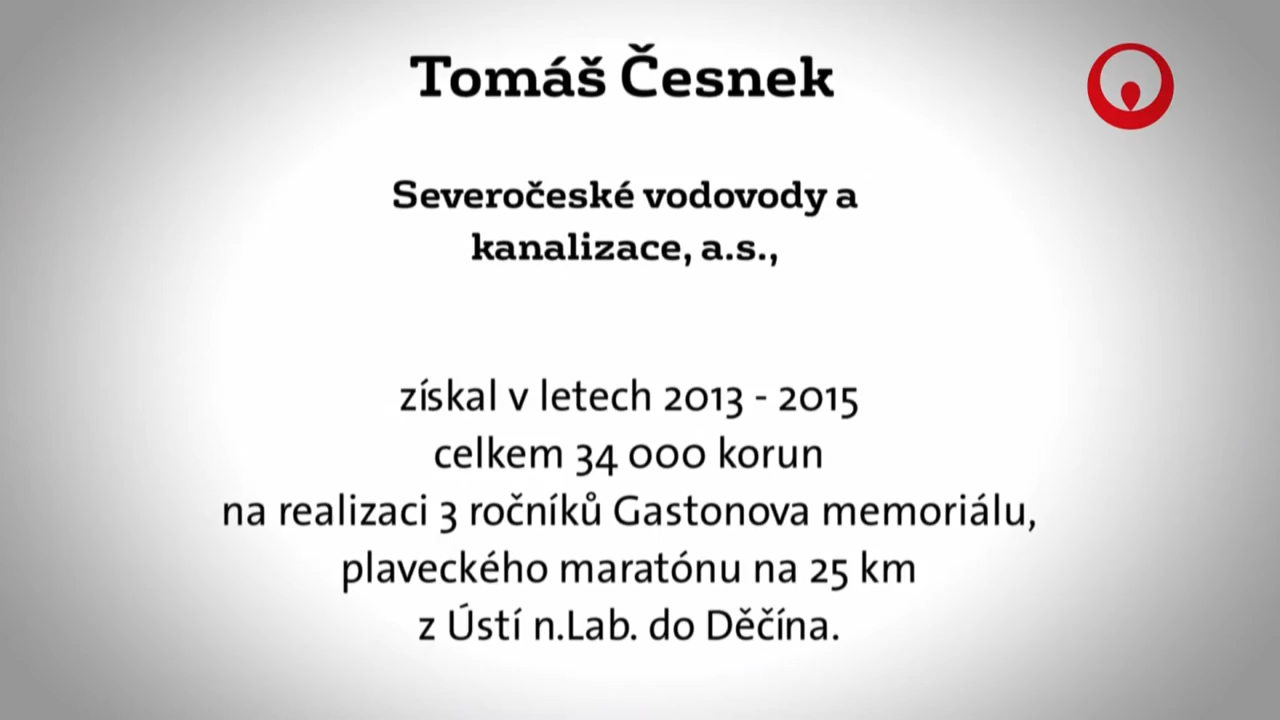 Tomáš Česnek
Severočeské vodovody a
kanalizace, a.s.,
získal v letech 2013 - 2015
celkem 34 000 korun
na realizaci 3 ročníků Gastonova memoriálu,
plaveckého maratónu na 25 km
z Ústí n.Lab. do Děčína.